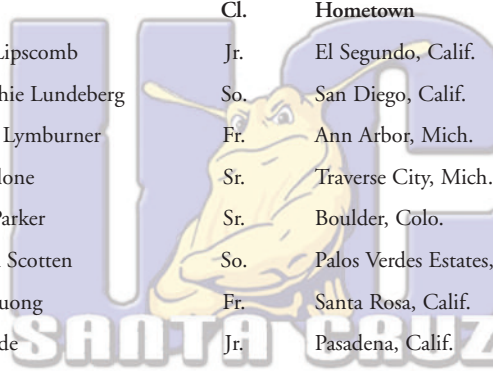 Cl. Hometown
Lipscomb Jr. El Segundo, Calif.
hie Lundeberg So. San Diego, Calif.
Lymburner Fr. Ann Arbor, Mich.
lone Sr. Traverse City, Mich.
Parker Sr. Boulder, Colo.
Scotten So. Palos Verdes Estates,
uong Fr. Santa Rosa, Calif.
de Jr. Pasadena, Calif.
UC
SANTA CRUZ